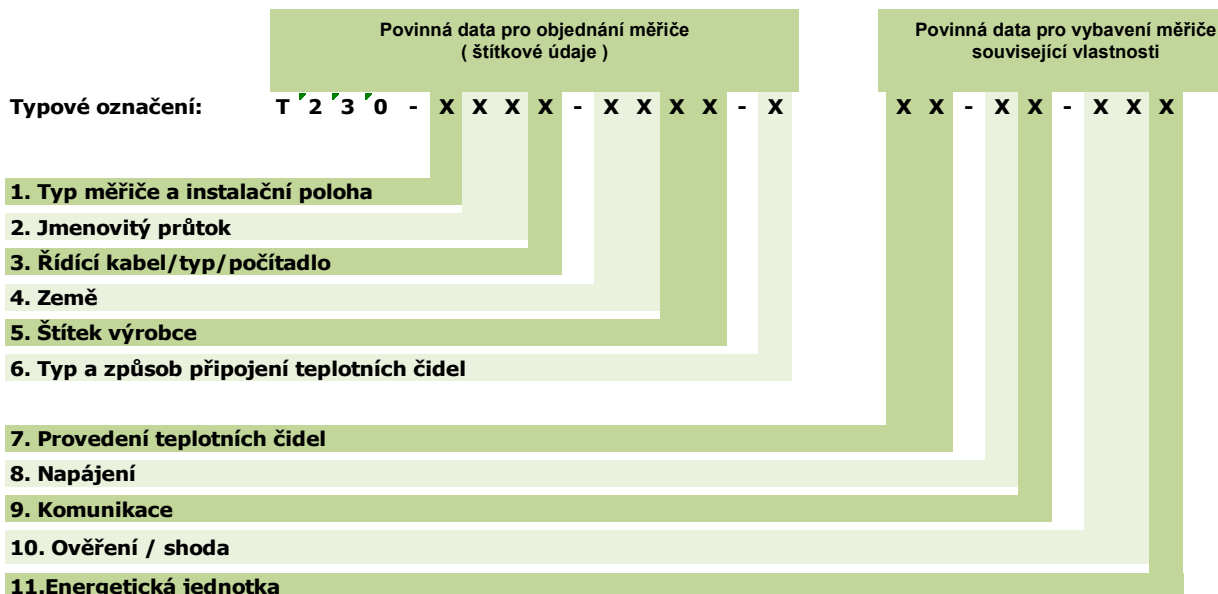 Povinná data pro objednání měřiče
( štítkové údaje )
Povinná data pro vybavení měřiče
související vlastnosti
Typové označení: T 2 3 0 - X X X X - X X X X - X X X - X X - X X X
1. Typ měřiče a instalační poloha
2. Jmenovitý průtok
3. Řídící kabel/typ/počítadlo
4. Země
5. Štítek výrobce
6. Typ a způsob připojení teplotních čidel
7. Provedení teplotních čidel
8. Napájení
9. Komunikace
10. Ověření / shoda
11.Energetická jednotka